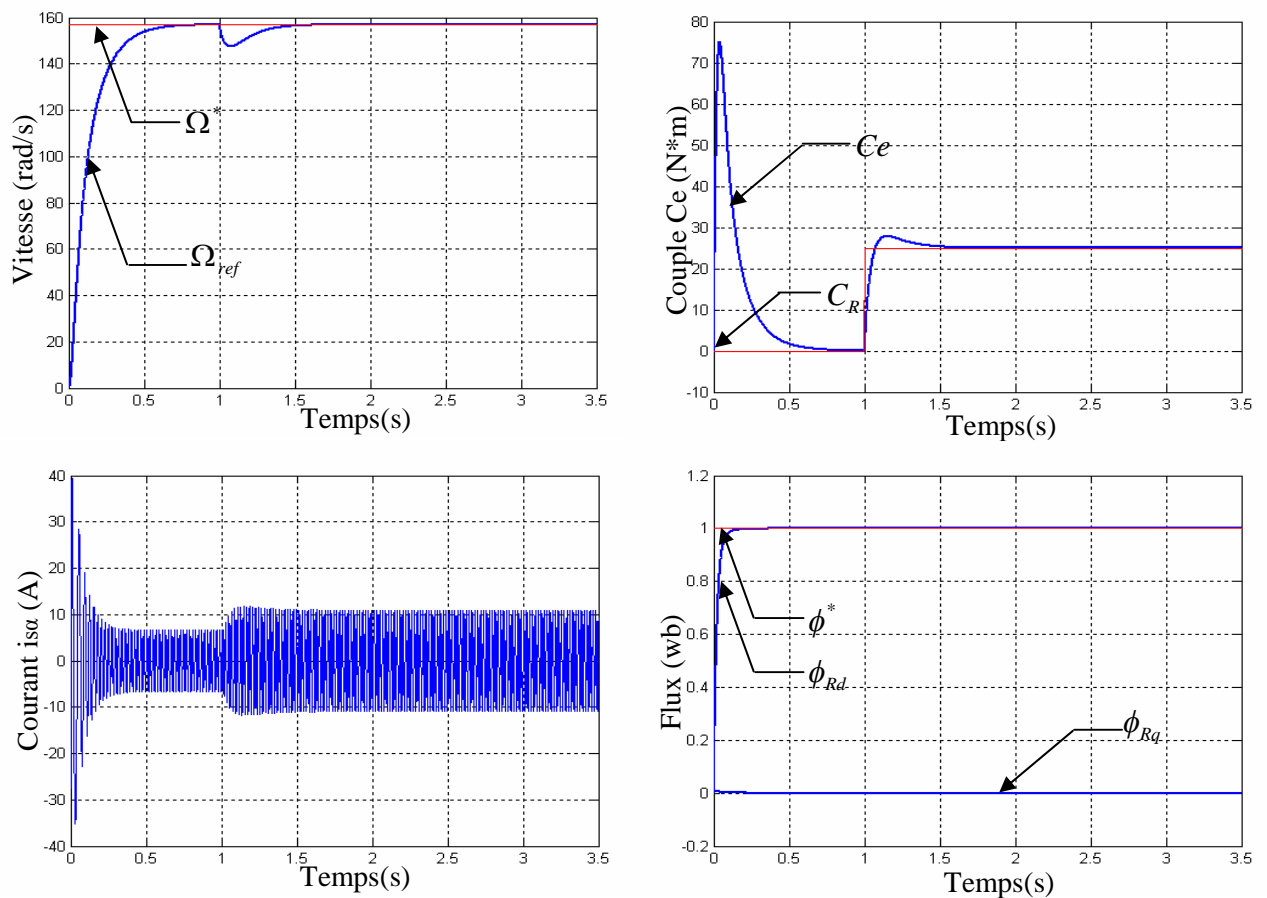 160
140
120
100
80
60
40
20
0
0 0.5 1 1.5 2 2.5 3 3.5
Vitesse (rad/s)
Temps(s)
Ω*
Ω_ref
80
70
60
50
40
30
20
10
0
-10
0 0.5 1 1.5 2 2.5 3 3.5
Couple Ce (N*m)
Temps(s)
Ce
C_R
40
30
20
10
0
-10
-20
-30
-40
0 0.5 1 1.5 2 2.5 3 3.5
Courant isα (A)
Temps(s)
1.2
1
0.8
0.6
0.4
0.2
0
-0.2
0 0.5 1 1.5 2 2.5 3 3.5
Flux (wb)
Temps(s)
ϕ*
ϕ_Rd
ϕ_Rq